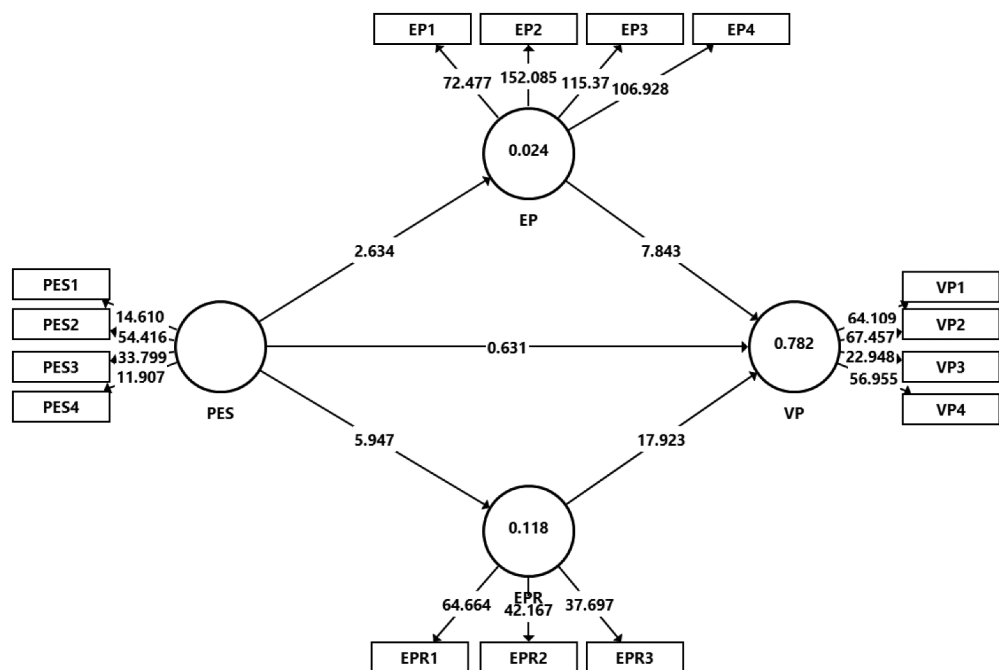 EP1 EP2 EP3 EP4
72.477 152.085 115.37 106.928
0.024
EP
2.634 7.843
PES1
PES2
PES3
PES4
14.610
54.416
33.799
11.907
PES
0.631
0.782
VP
64.109
67.457
22.948
56.955
VP1
VP2
VP3
VP4
5.947 17.923
0.118
EPR
64.664 42.167 37.697
EPR1 EPR2 EPR3